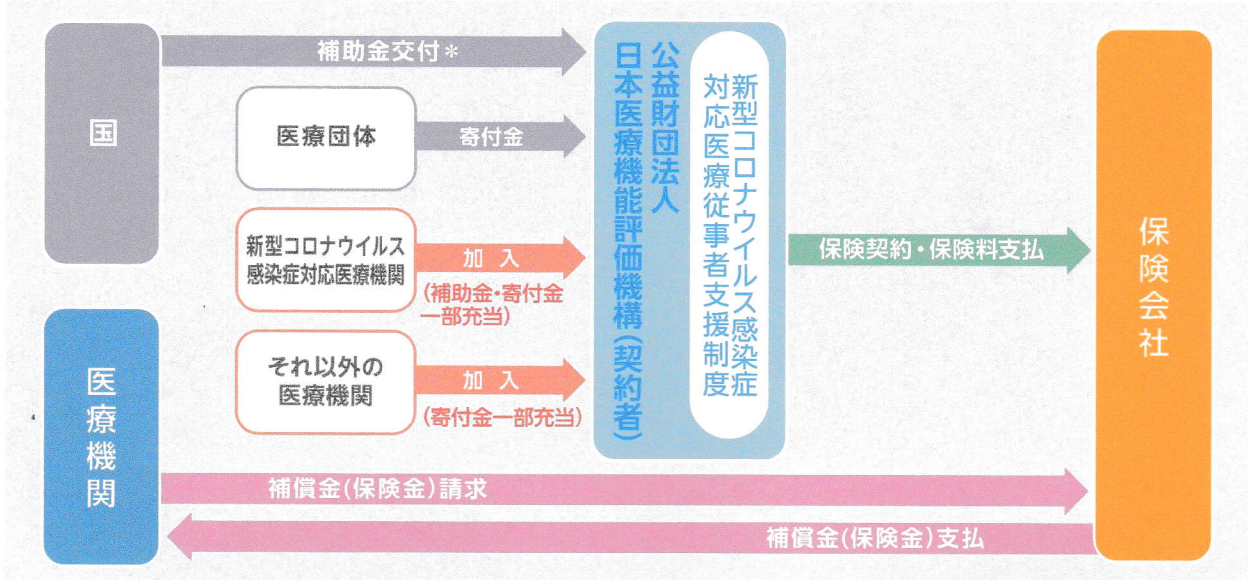 国
補助金交付＊
医療団体
寄付金
新型コロナウイルス
感染症対応医療機関
加入
(補助金・寄付金
一部充当)
それ以外の
医療機関
加入
(寄付金一部充当)
公益財団法人
日本医療機能評価機構(契約者)
新型コロナウイルス感染症
対応医療従事者支援制度
保険契約・保険料支払
保険会社
医療機関
補償金(保険金)請求
補償金(保険金)支払